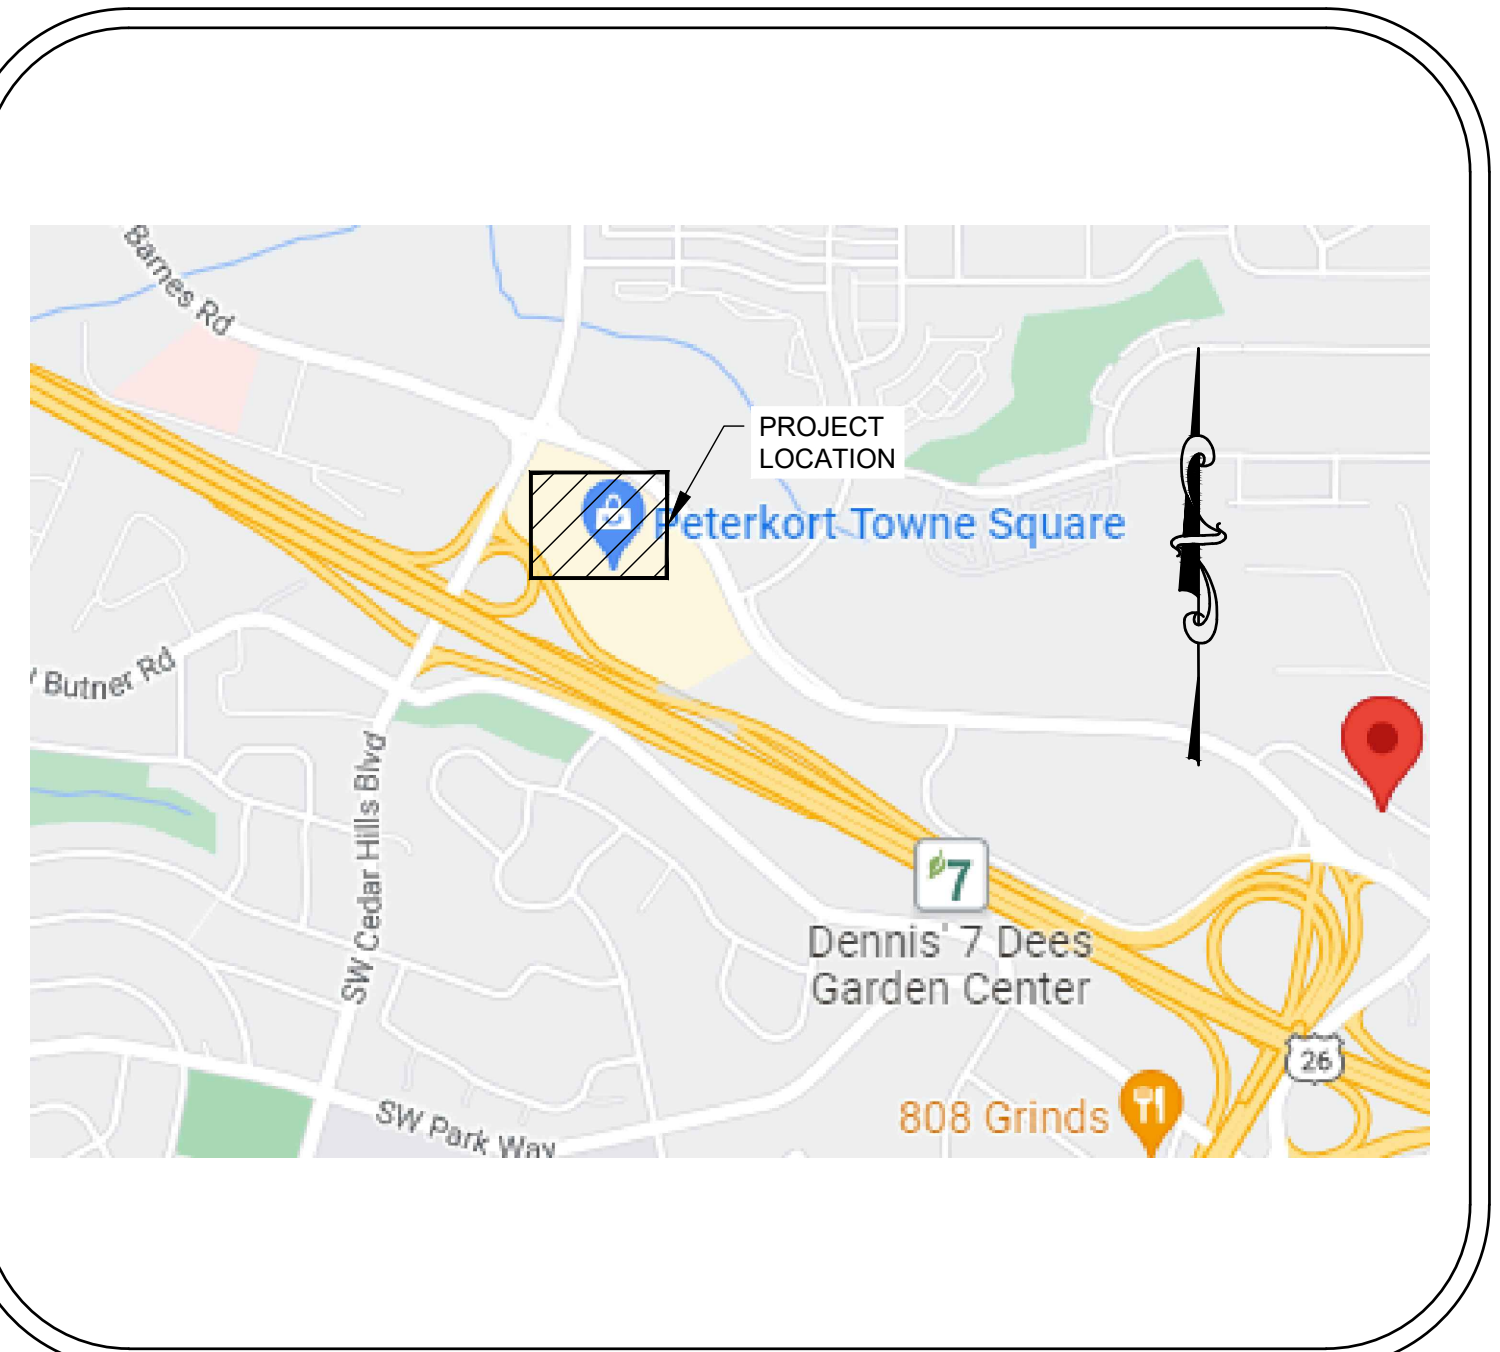 Barnes Rd
PROJECT
LOCATION
Peterkort Towne Square
Butner Rd
SW Cedar Hills Blvd
7
Dennis' 7 Dees
Garden Center
26
808 Grinds
SW Park Way